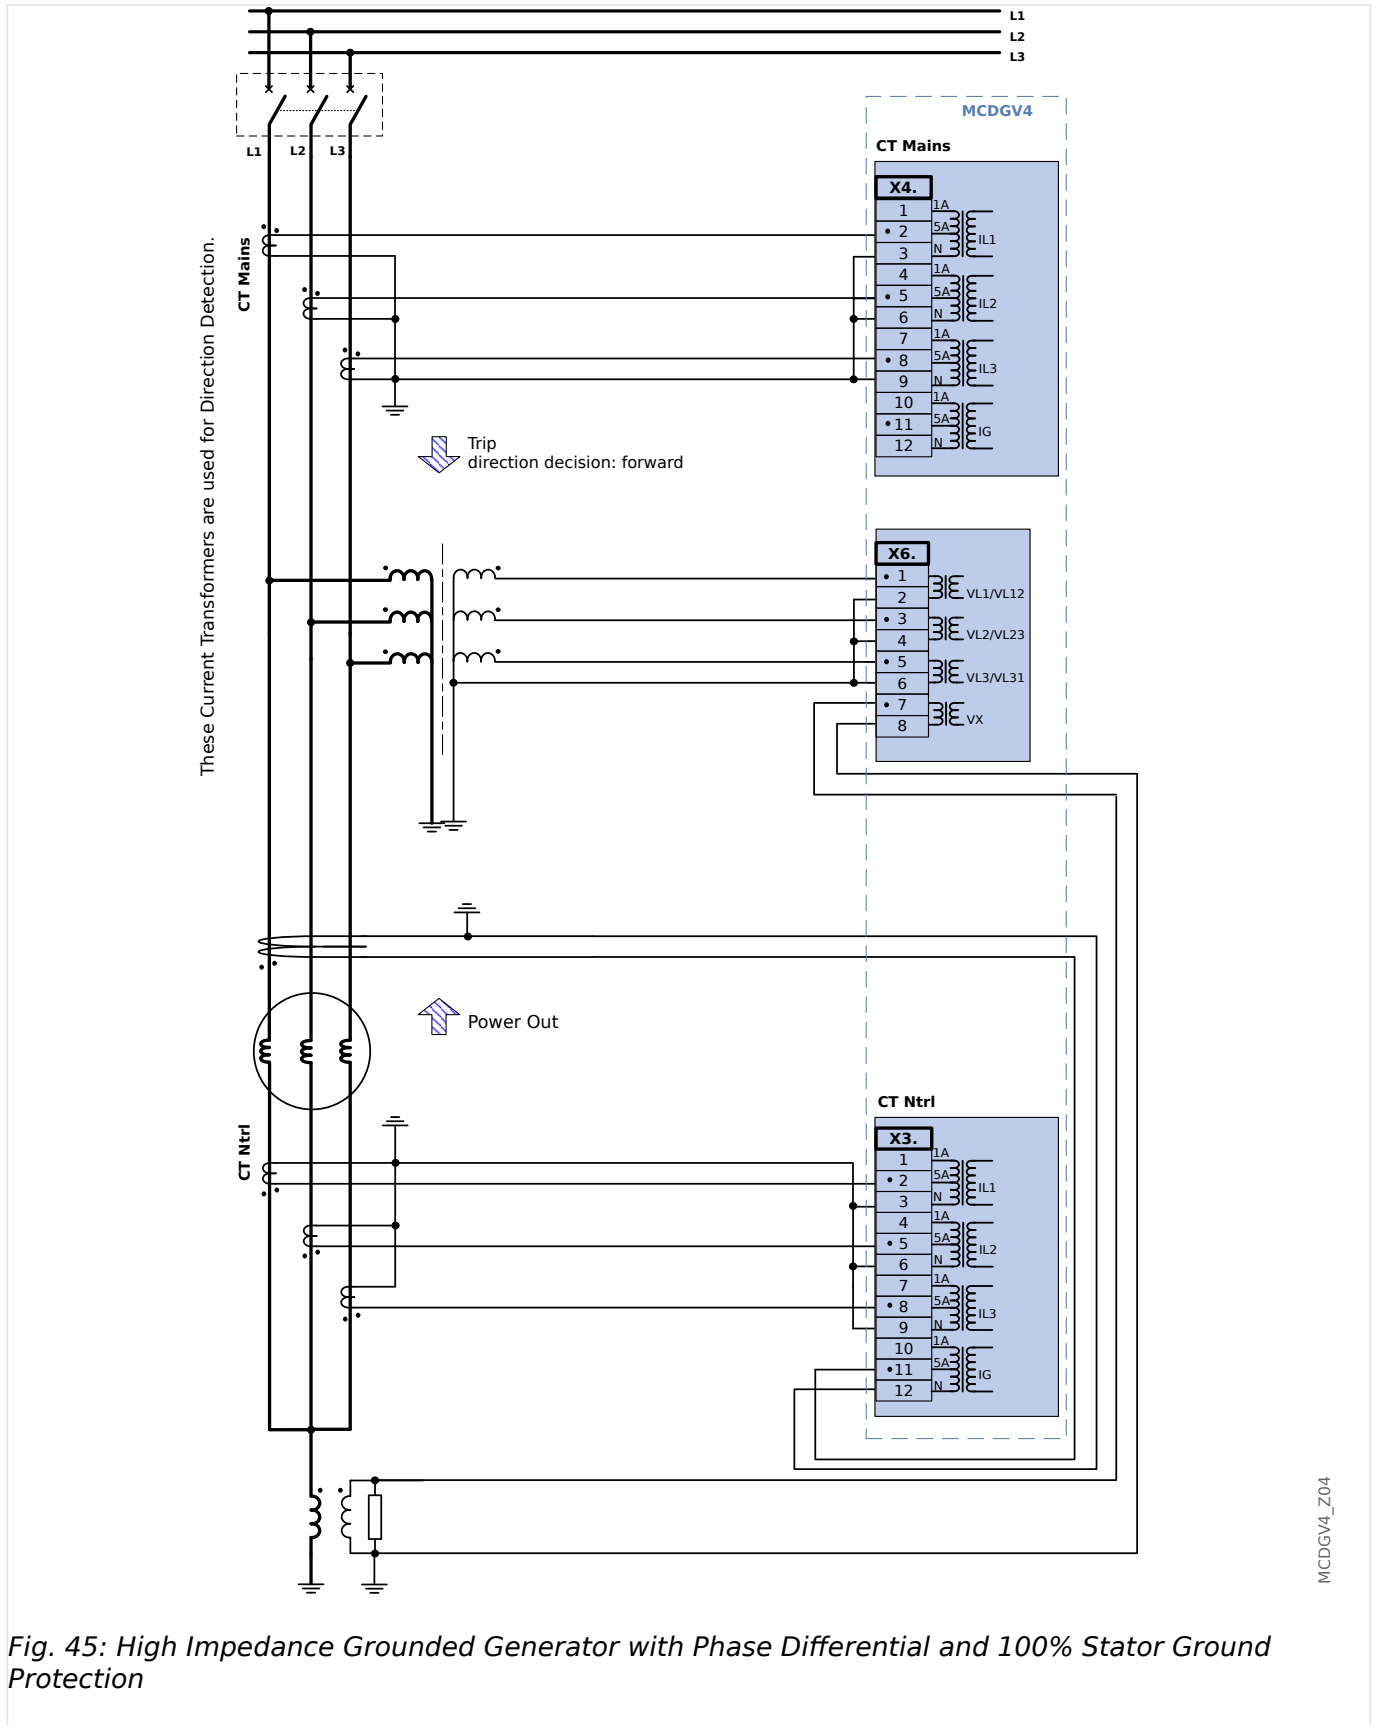 L1
L2
L3
L1
L2
L3
MCDGV4
CT Mains
X4.
1
1A
2
5A
IL1
3
N
4
1A
5
5A
IL2
6
N
7
1A
8
5A
IL3
9
N
10
1A
11
5A
IG
12
N
CT Mains
These Current Transformers are used for Direction Detection.
Trip
direction decision: forward
X6.
1
2
VL1/VL12
3
4
VL2/VL23
5
6
VL3/VL31
7
8
VX
Power Out
CT Ntrl
CT Ntrl
X3.
1
1A
2
5A
IL1
3
N
4
1A
5
5A
IL2
6
N
7
1A
8
5A
IL3
9
N
10
1A
11
5A
IG
12
N
MCDGV4_Z04
Fig. 45: High Impedance Grounded Generator with Phase Differential and 100% Stator Ground
Protection